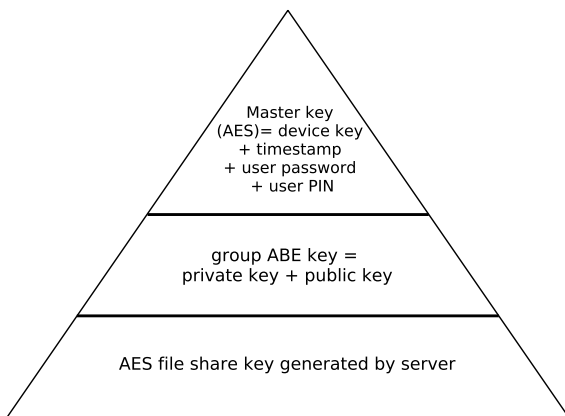 Master key
(AES)= device key
+ timestamp
+ user password
+ user PIN
group ABE key =
private key + public key
AES file share key generated by server